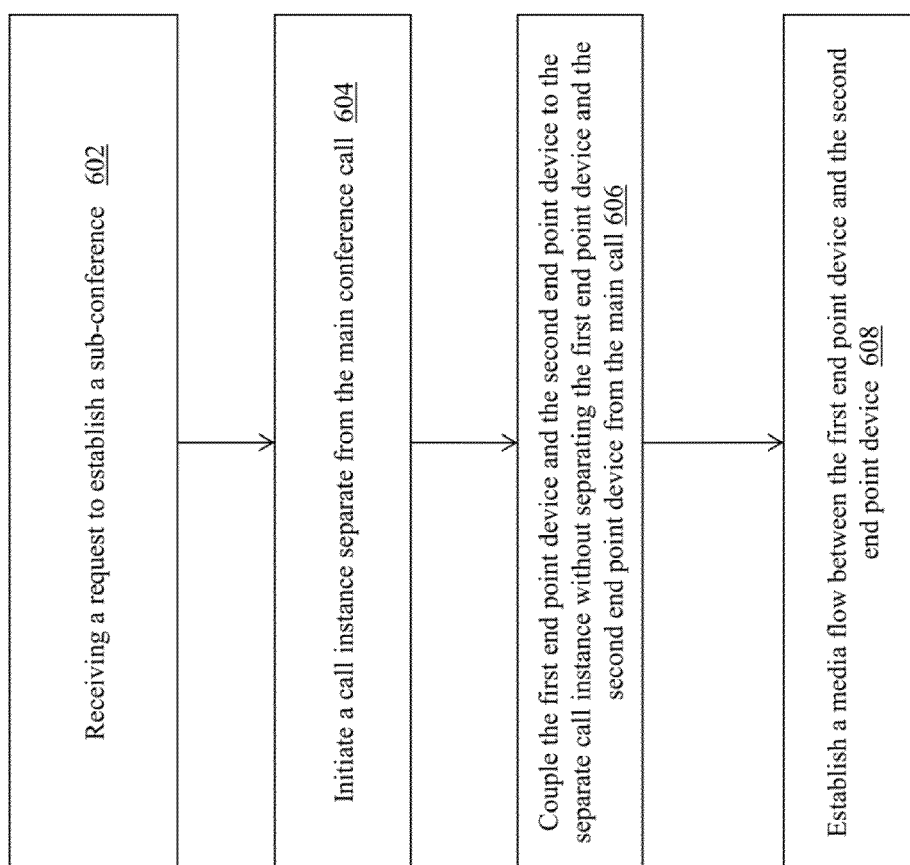 Receiving a request to establish a sub-conference 602
Initiate a call instance separate from the main conference call 604
Couple the first end point device and the second end point device to the
separate call instance without separating the first end point device and the
second end point device from the main call 606
Establish a media flow between the first end point device and the second
end point device 608